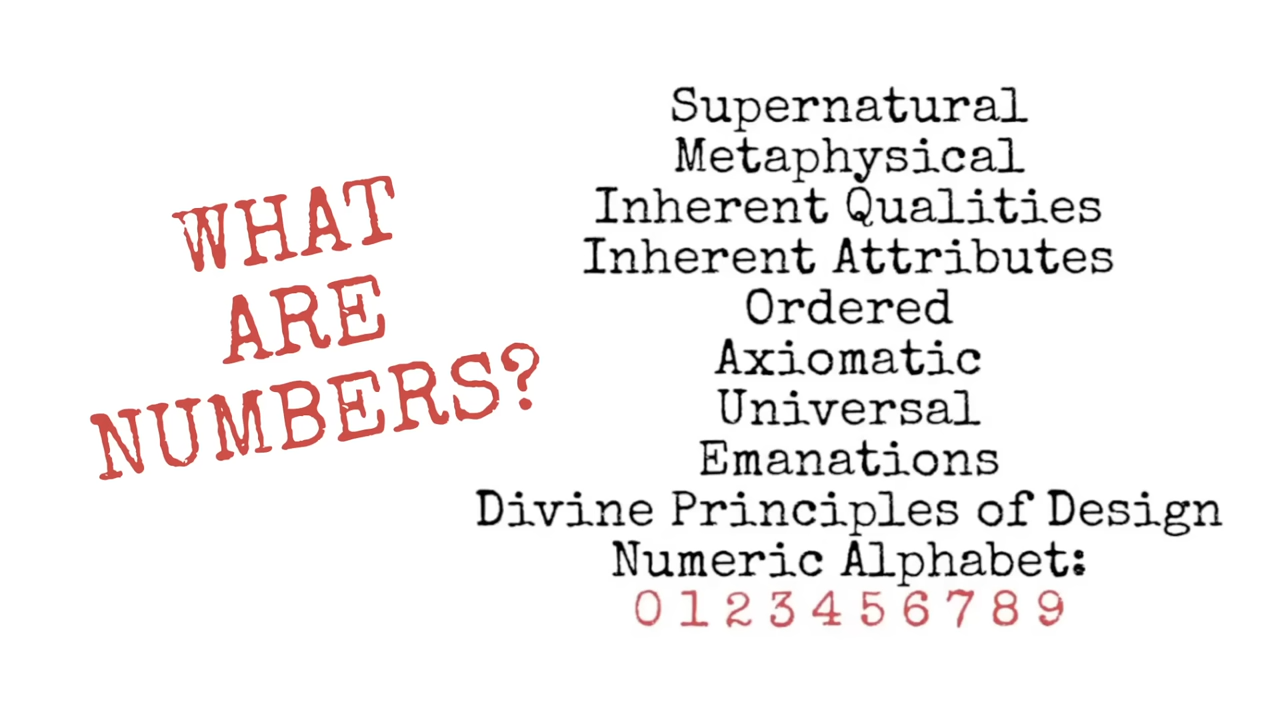 WHAT
ARE
NUMBERS?
Supernatural
Metaphysical
Inherent Qualities
Inherent Attributes
Ordered
Axiomatic
Universal
Emanations
Divine Principles of Design
Numeric Alphabet:
0 1 2 3 4 5 6 7 8 9